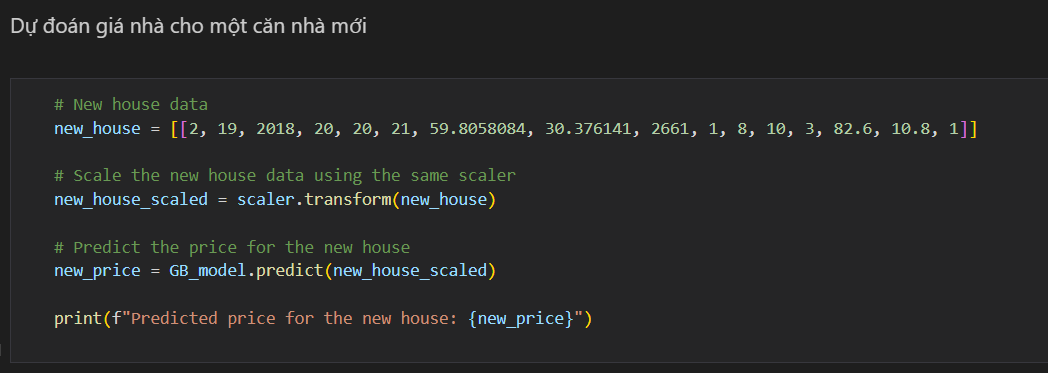 Dự đoán giá nhà cho một căn nhà mới
# New house data
new_house = [[2, 19, 2018, 20, 20, 21, 59.8058084, 30.376141, 2661, 1, 8, 10, 3, 82.6, 10.8, 1]]
# Scale the new house data using the same scaler
new_house_scaled = scaler.transform(new_house)
# Predict the price for the new house
new_price = GB_model.predict(new_house_scaled)
print(f"Predicted price for the new house: {new_price}")